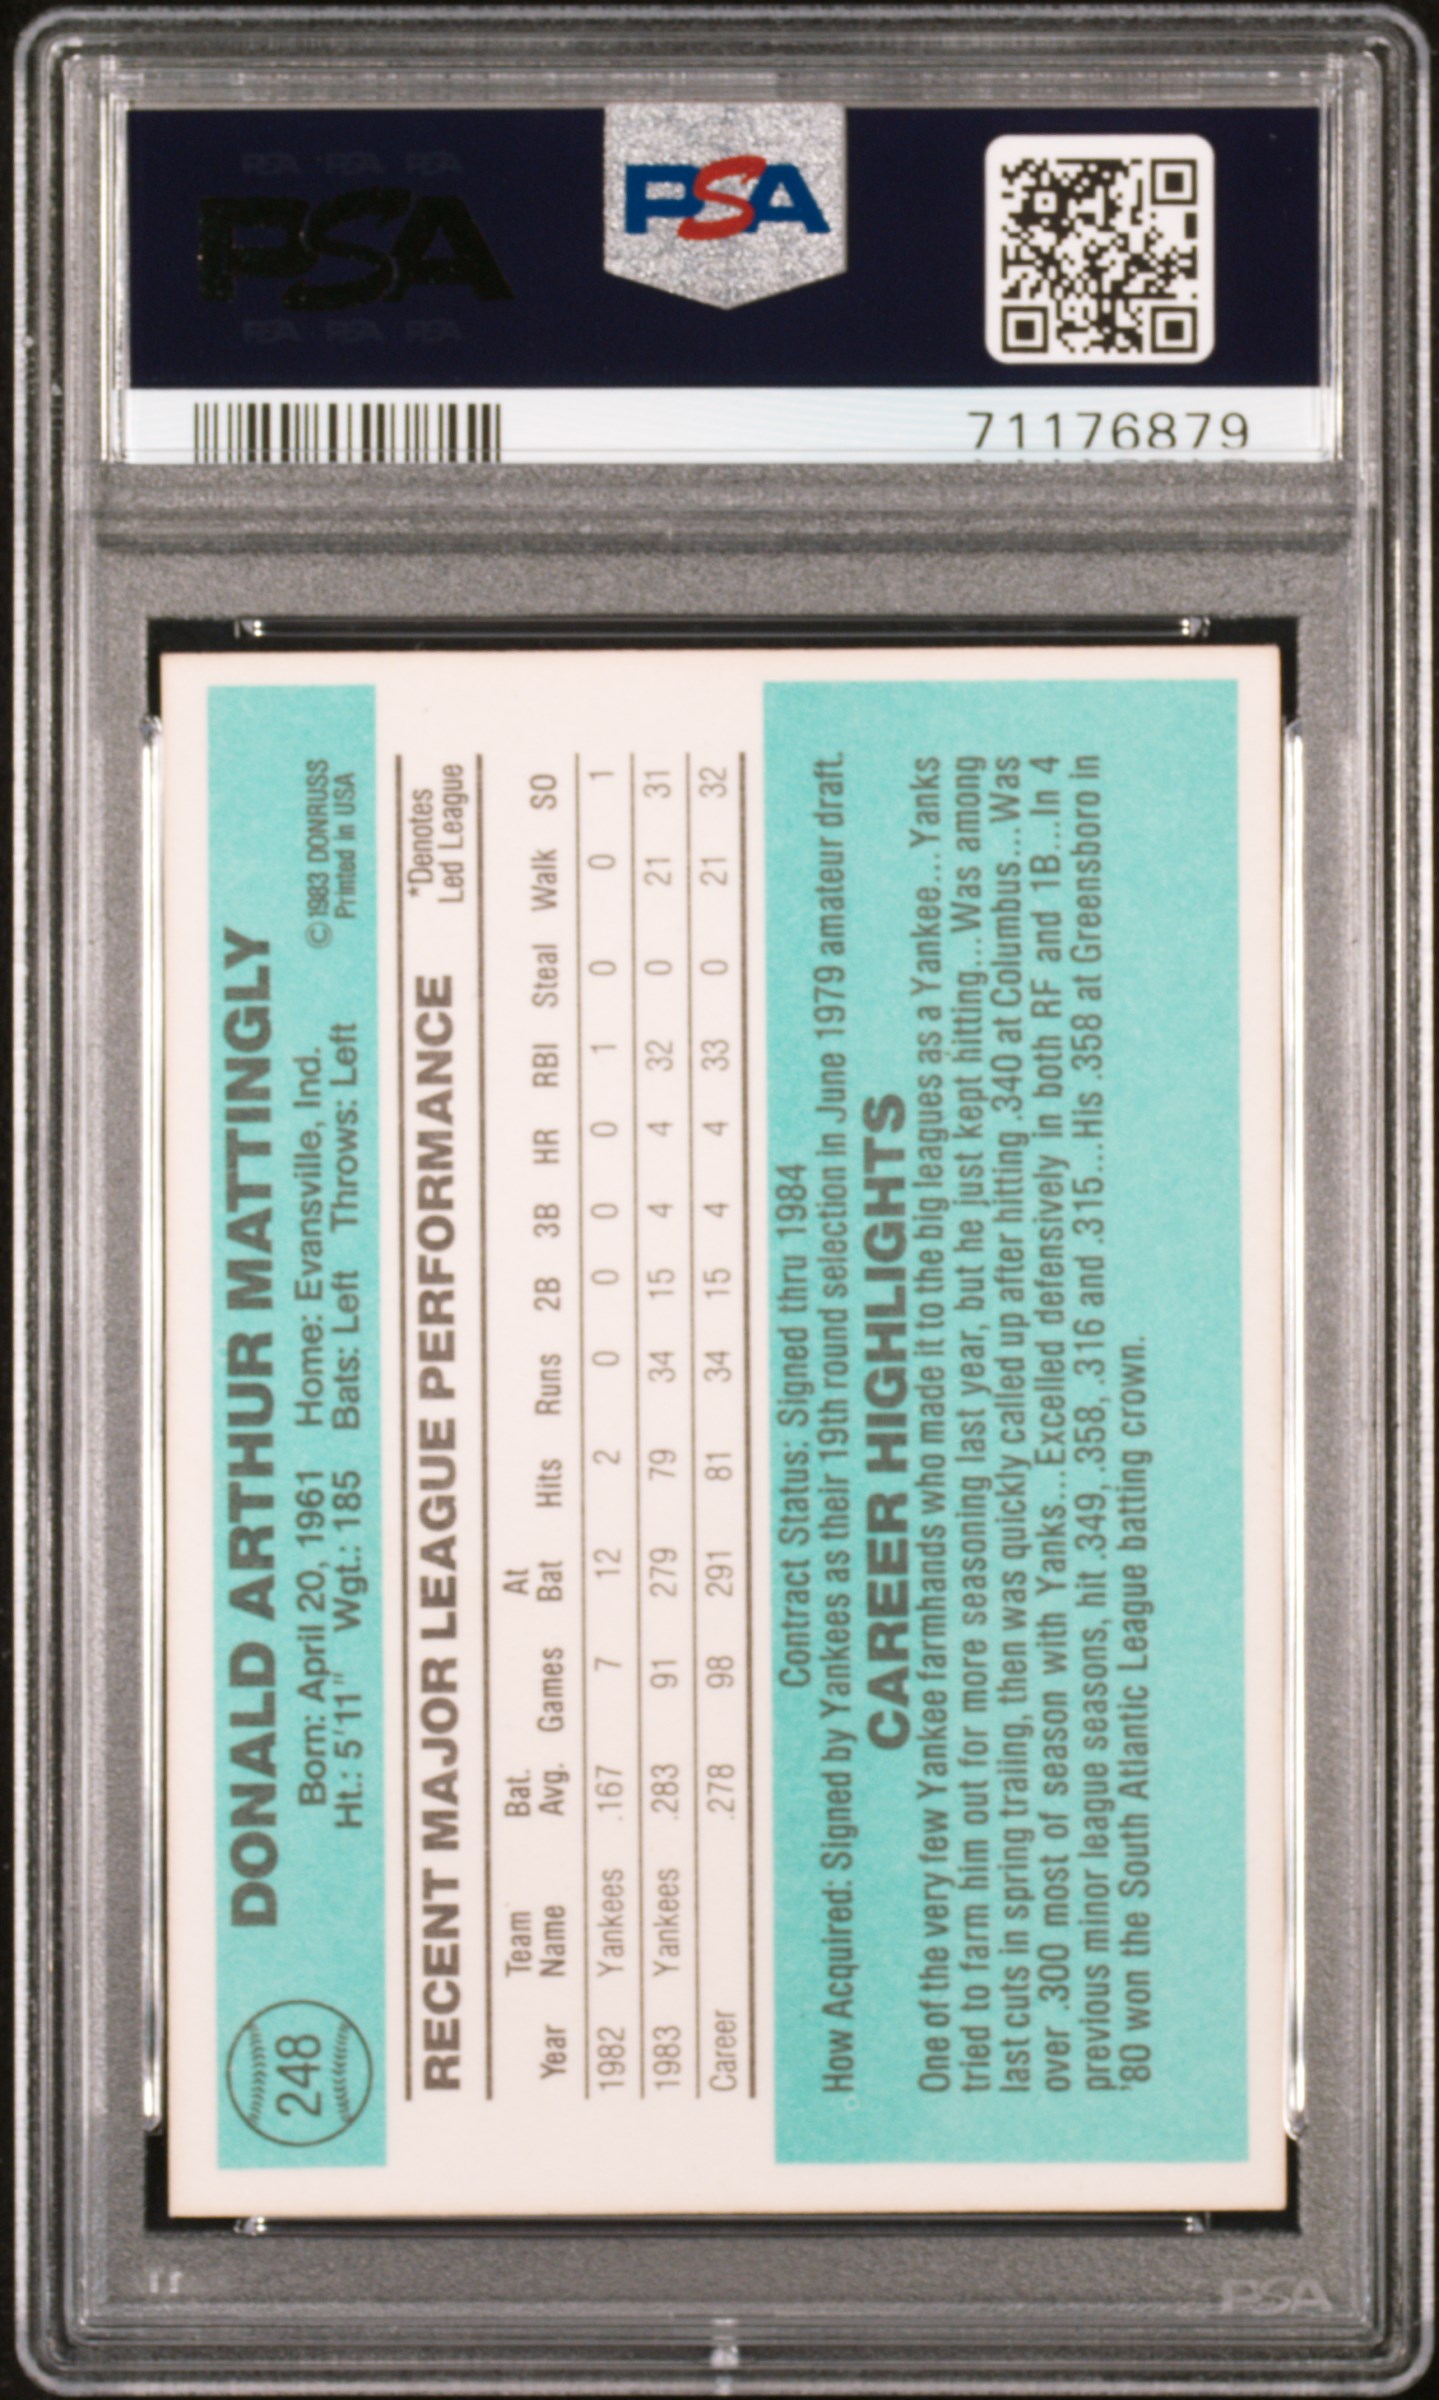 PSA PSA PSA
PSA
PSA PSA PSA
PSA
71176879
248
DONALD ARTHUR MATTINGLY
Born: April 20, 1961 Home: Evansville, Ind. ©1983 DONRUSS
Ht.: 5'11" Wgt.: 185 Bats: Left Throws: Left Printed in USA
RECENT MAJOR LEAGUE PERFORMANCE
*Denotes
Led League
Year Team Name Bat. Avg. Games At Bat Hits Runs 2B 3B HR RBI Steal Walk SO
1982 Yankees .167 7 12 2 0 0 0 0 1 0 0 1
1983 Yankees .283 91 279 79 34 15 4 4 32 0 21 31
Career .278 98 291 81 34 15 4 4 33 0 21 32
Contract Status: Signed thru 1984
How Acquired: Signed by Yankees as their 19th round selection in June 1979 amateur draft.
CAREER HIGHLIGHTS
One of the very few Yankee farmhands who made it to the big leagues as a Yankee...Yanks
tried to farm him out for more seasoning last year, but he just kept hitting...Was among
last cuts in spring traiing, then was quickly called up after hitting .340 at Columbus...Was
over .300 most of season with Yanks...Excelled defensively in both RF and 1B...In 4
previous minor league seasons, hit .349, .358, .316 and .315...His .358 at Greensboro in
'80 won the South Atlantic League batting crown.
PSA